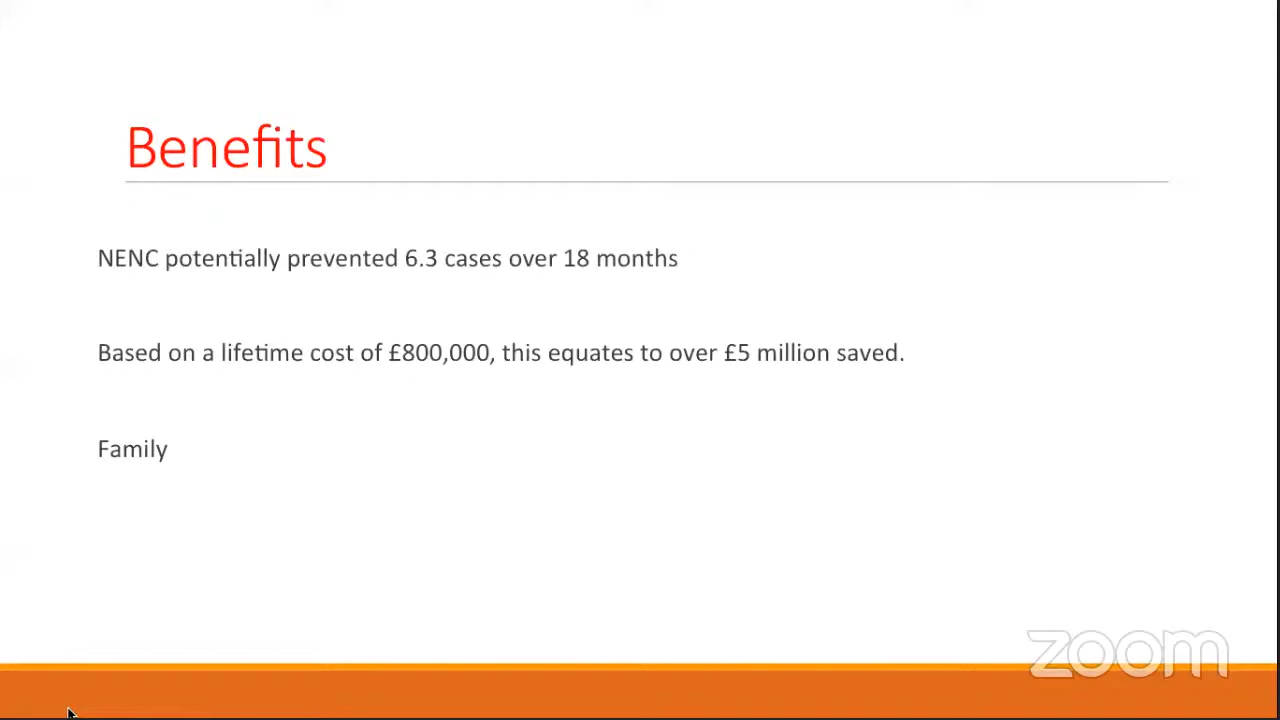 Benefits
NENC potentially prevented 6.3 cases over 18 months
Based on a lifetime cost of £800,000, this equates to over £5 million saved.
Family
zoom